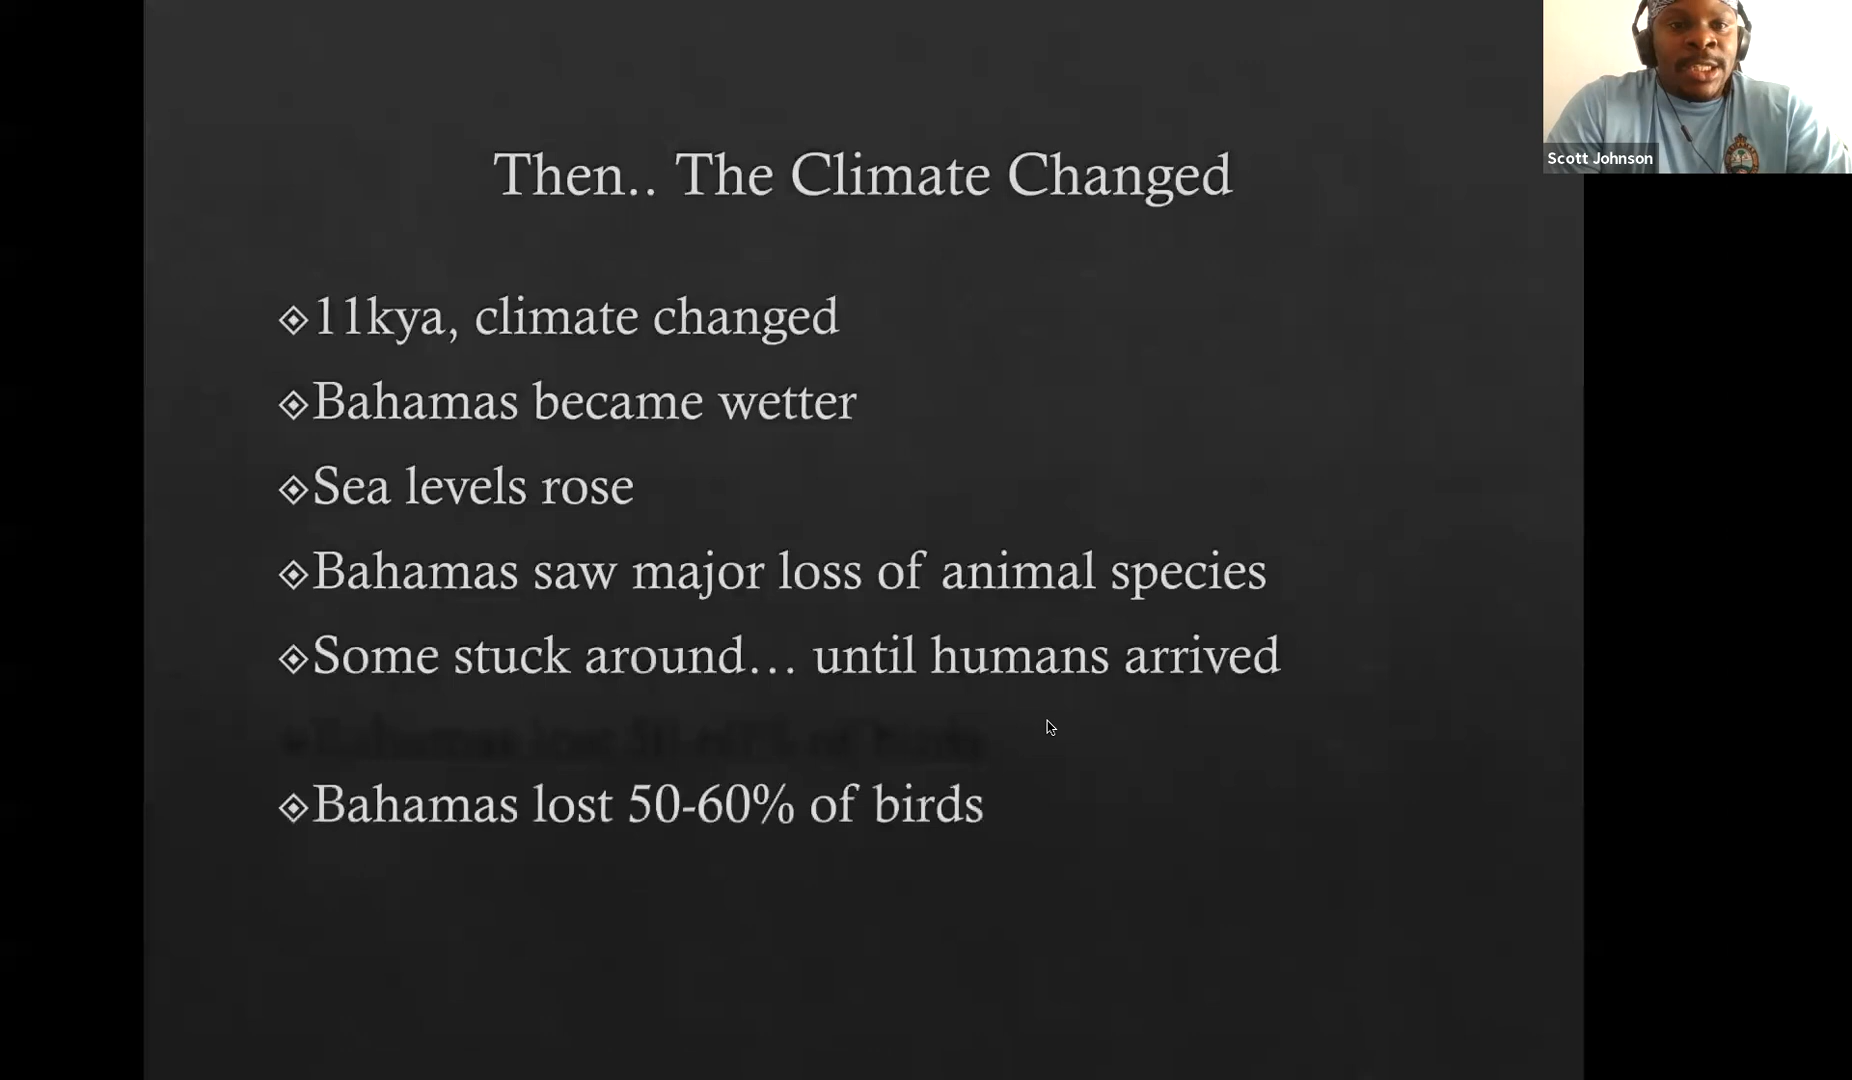 Then.. The Climate Changed
11kya, climate changed
Bahamas became wetter
Sea levels rose
Bahamas saw major loss of animal species
Some stuck around… until humans arrived
Bahamas lost 50-60% of birds
Scott Johnson